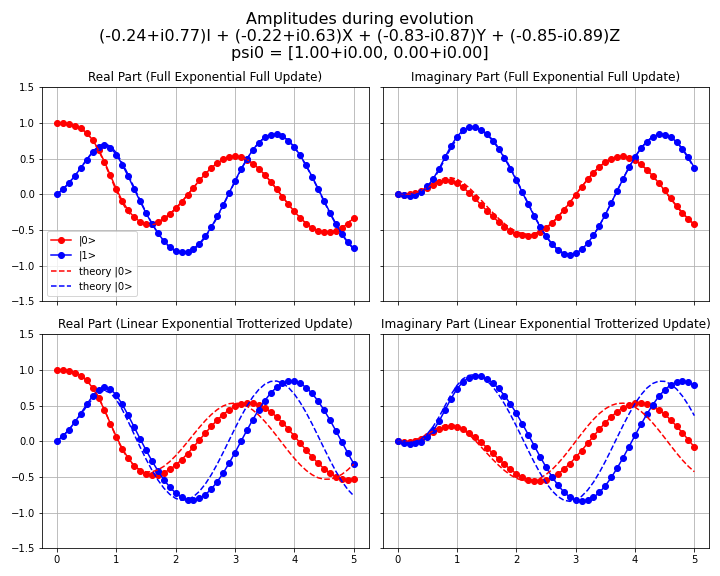 Amplitudes during evolution
(-0.24+i0.77)I + (-0.22+i0.63)X + (-0.83-i0.87)Y + (-0.85-i0.89)Z
psi0 = [1.00+i0.00, 0.00+i0.00]
Real Part (Full Exponential Full Update)
Imaginary Part (Full Exponential Full Update)
1.5
1.0
0.5
0.0
−0.5
−1.0
−1.5
|0>
|1>
theory |0>
theory |0>
Real Part (Linear Exponential Trotterized Update)
Imaginary Part (Linear Exponential Trotterized Update)
1.5
1.0
0.5
0.0
−0.5
−1.0
−1.5
0 1 2 3 4 5
0 1 2 3 4 5